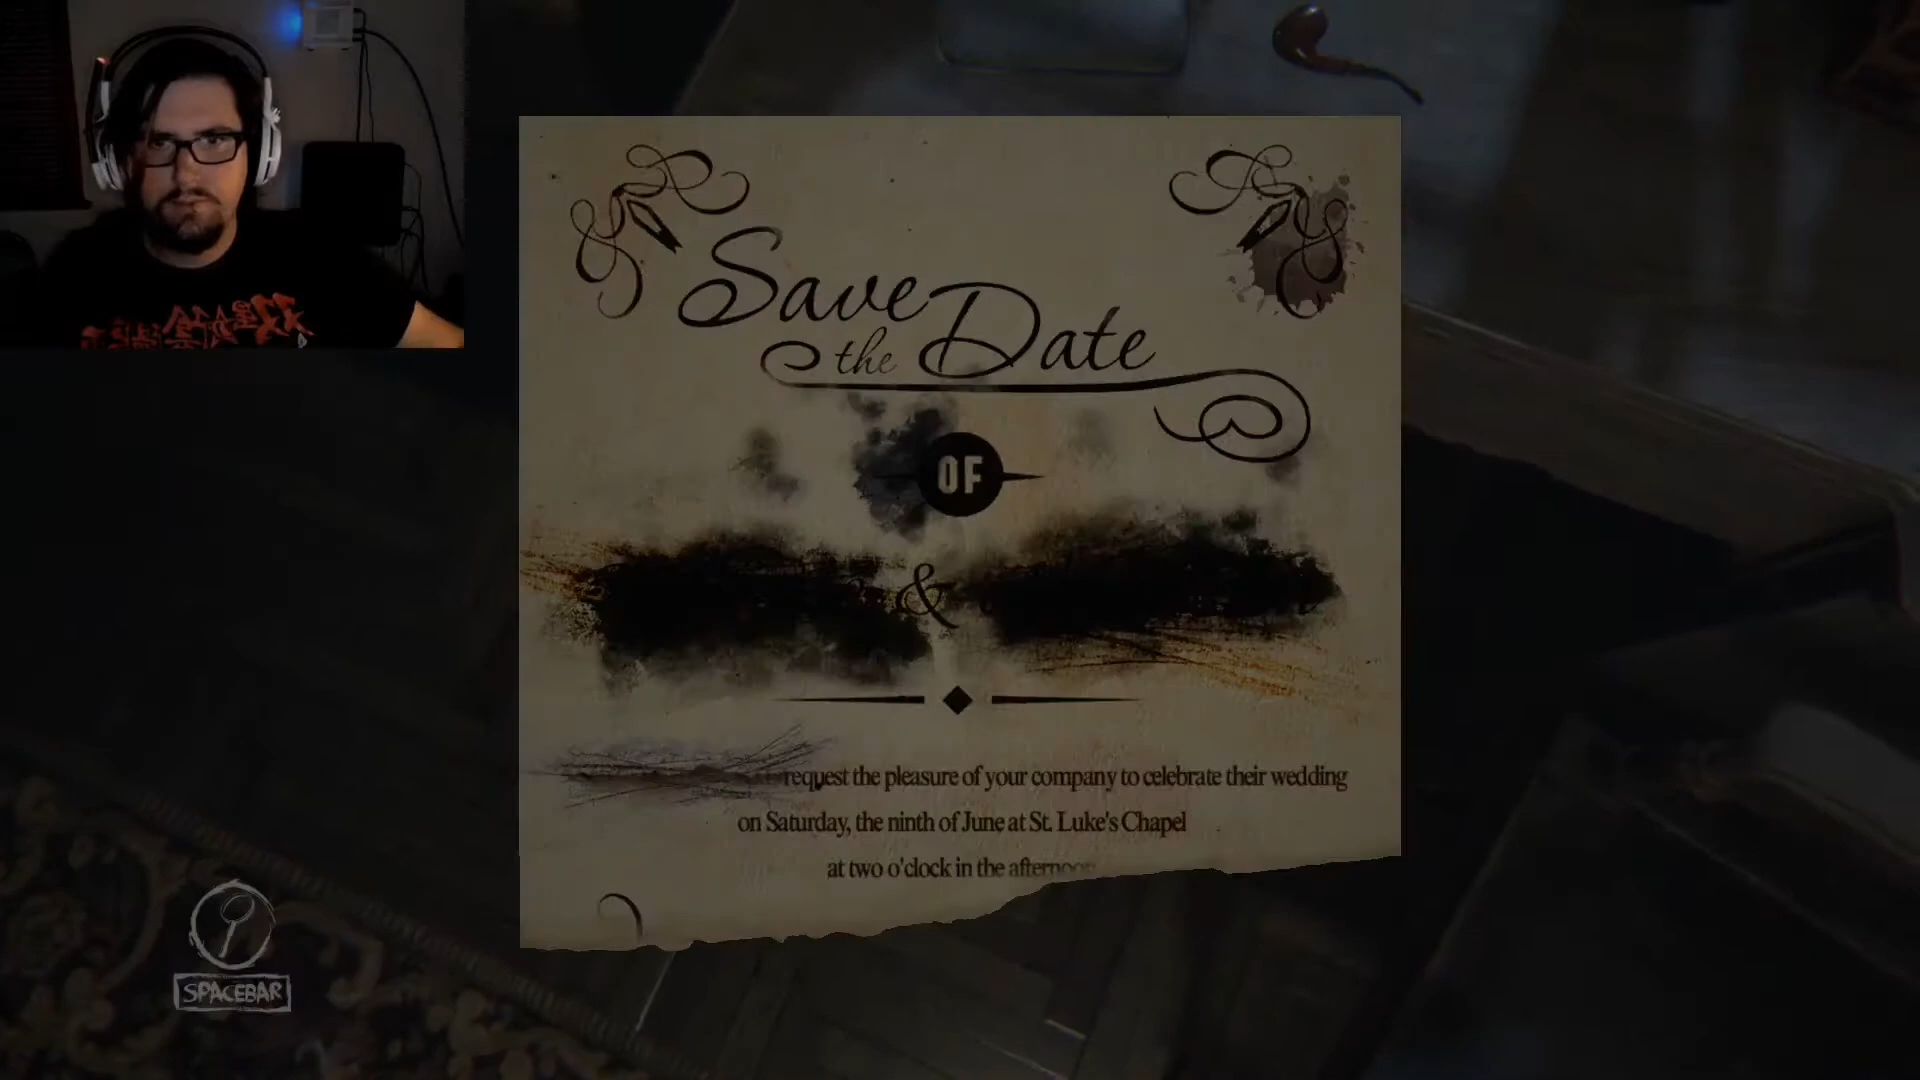 Save
the Date
OF
&
request the pleasure of your company to celebrate their wedding
on Saturday, the ninth of June at St. Luke's Chapel
at two o'clock in the afternoon
SPACEBAR